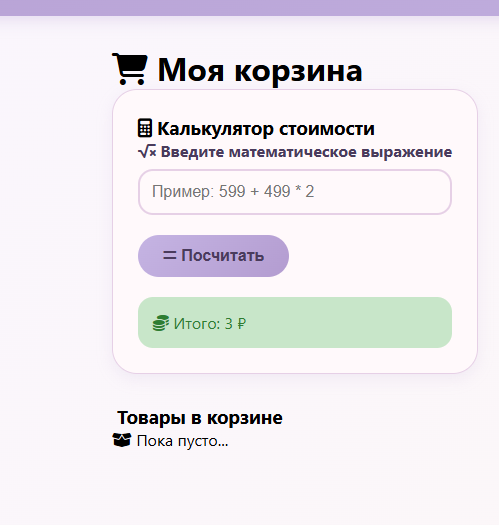 Моя корзина
Калькулятор стоимости
Введите математическое выражение
Пример: 599 + 499 * 2
Посчитать
Итого: 3 ₽
Товары в корзине
Пока пусто...